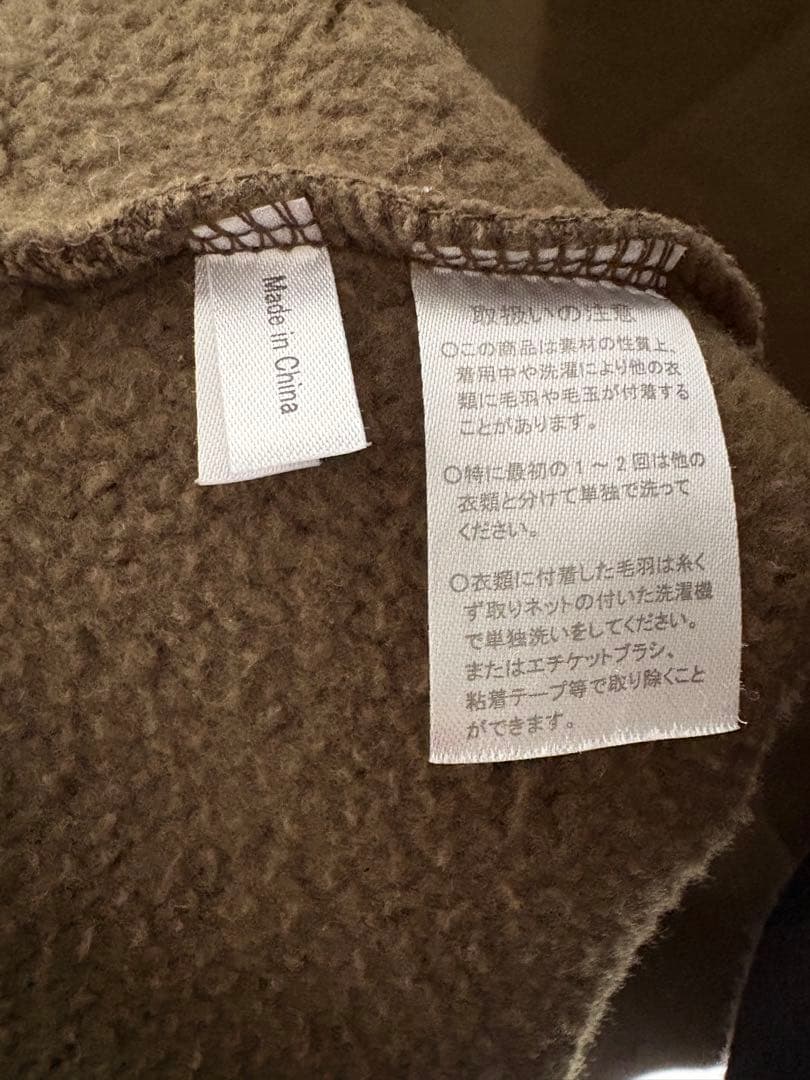 Made in China
取扱いの注意
○この商品は素材の性質上、
着用中や洗濯により他の衣
類に毛羽や毛玉が付着する
ことがあります。
○特に最初の1～2回は他の
衣類と分けて単独で洗って
ください。
○衣類に付着した毛羽は糸く
ず取りネットの付いた洗濯機
で単独洗いをしてください。
またはエチケットブラシ、
粘着テープ等で取り除くこと
ができます。